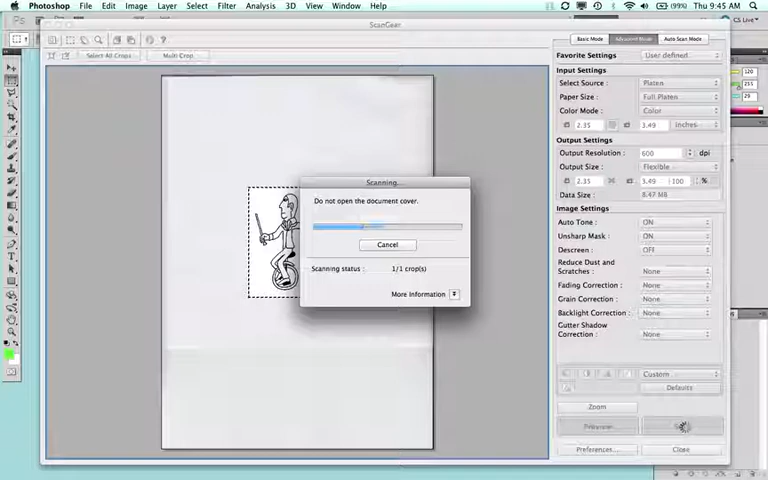 Photoshop File Edit Image Layer Select Filter Analysis 3D View Window Help (99%) Thu 9:45 AM
ScanGear
CS Live
Select All Crops Multi Crop
Basic Mode Advanced Mode Auto Scan Mode
Favorite Settings User defined
Input Settings
Select Source : Platen
Paper Size : Full Platen
Color Mode : Color
2.35 3.49 inches
Output Settings
Output Resolution : 600 dpi
Output Size : Flexible
2.35 3.49 100 %
Data Size : 8.47 MB
Image Settings
Auto Tone : ON
Unsharp Mask : ON
Descreen : OFF
Reduce Dust and
Scratches : None
Fading Correction : None
Grain Correction : None
Backlight Correction : None
Gutter Shadow
Correction : None
Custom
Defaults
Zoom
Preview
Preferences... Close
Scanning...
Do not open the document cover.
Cancel
Scanning status : 1/1 crop(s)
More Information
120
255
29